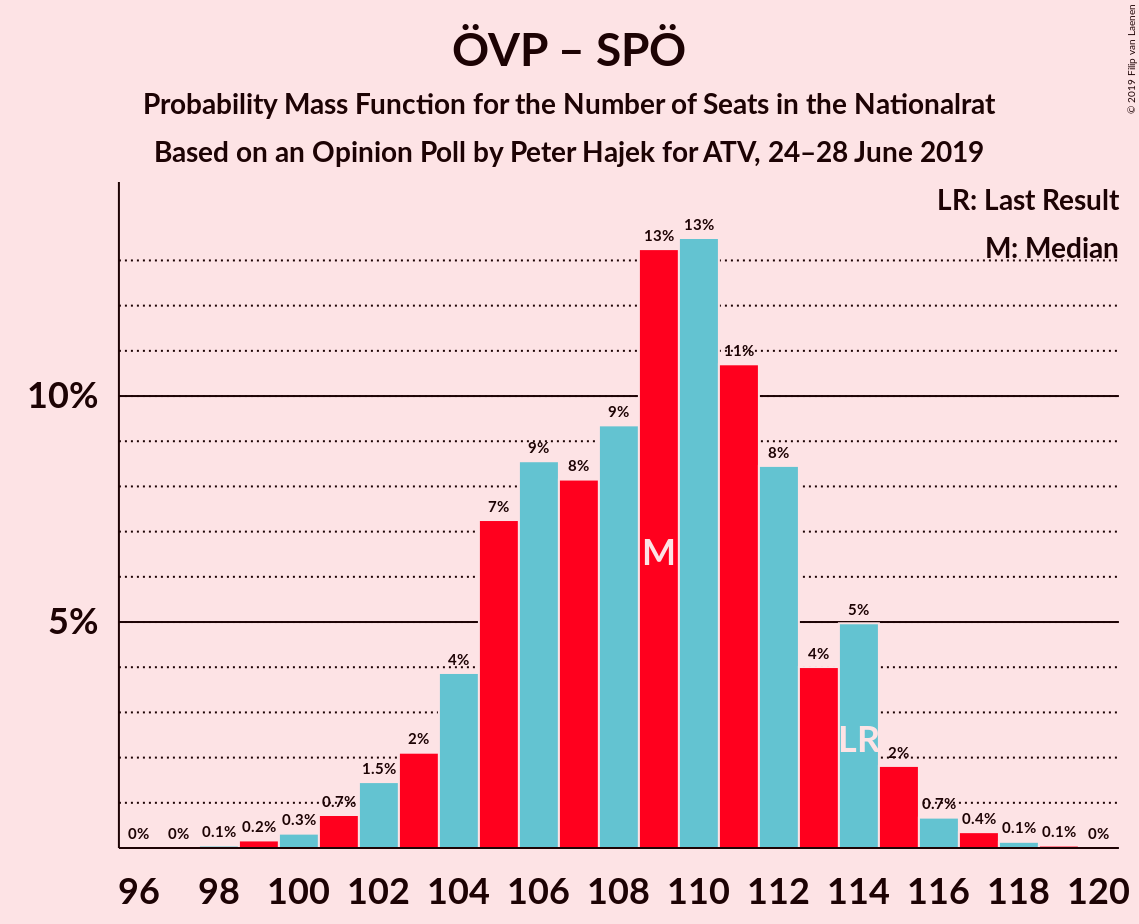 ÖVP – SPÖ
Probability Mass Function for the Number of Seats in the Nationalrat
Based on an Opinion Poll by Peter Hajek for ATV, 24–28 June 2019
© 2019 Filip van Laenen
LR: Last Result
M: Median
10%
5%
0% 0% 0.1% 0.2% 0.3% 0.7% 1.5% 2% 4% 7% 9% 8% 9% 13% 13% 11% 8% 4% 5% 2% 0.7% 0.4% 0.1% 0.1% 0%
M
LR
96 98 100 102 104 106 108 110 112 114 116 118 120